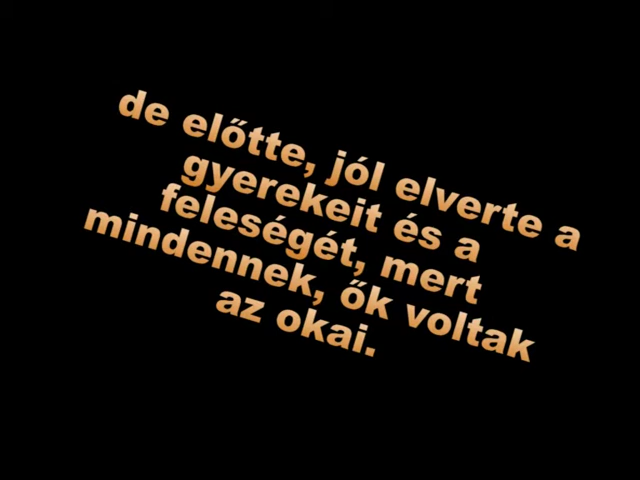 de előtte, jól elverte a
gyerekeit és a
feleségét, mert
mindennek, ők voltak
az okai.